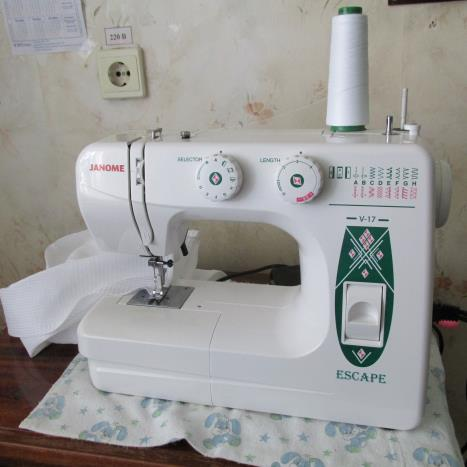 220 В
JANOME
SELECTOR
LENGTH
A B C D E F G H
V-17
ESCAPE